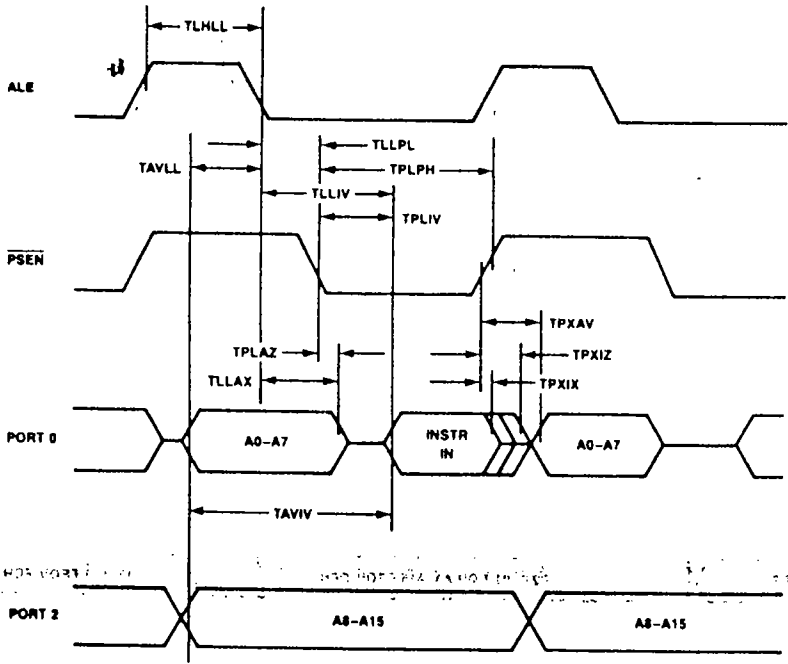 TLHLL
ALE
TLLPL
TAVLL
TPLPH
TLLIV
TPLIV
PSEN
TPXAV
TPLAZ
TPXIZ
TLLAX
TPXIX
PORT 0
A0–A7
INSTR
IN
A0–A7
TAVIV
PORT 2
A8–A15
A8–A15